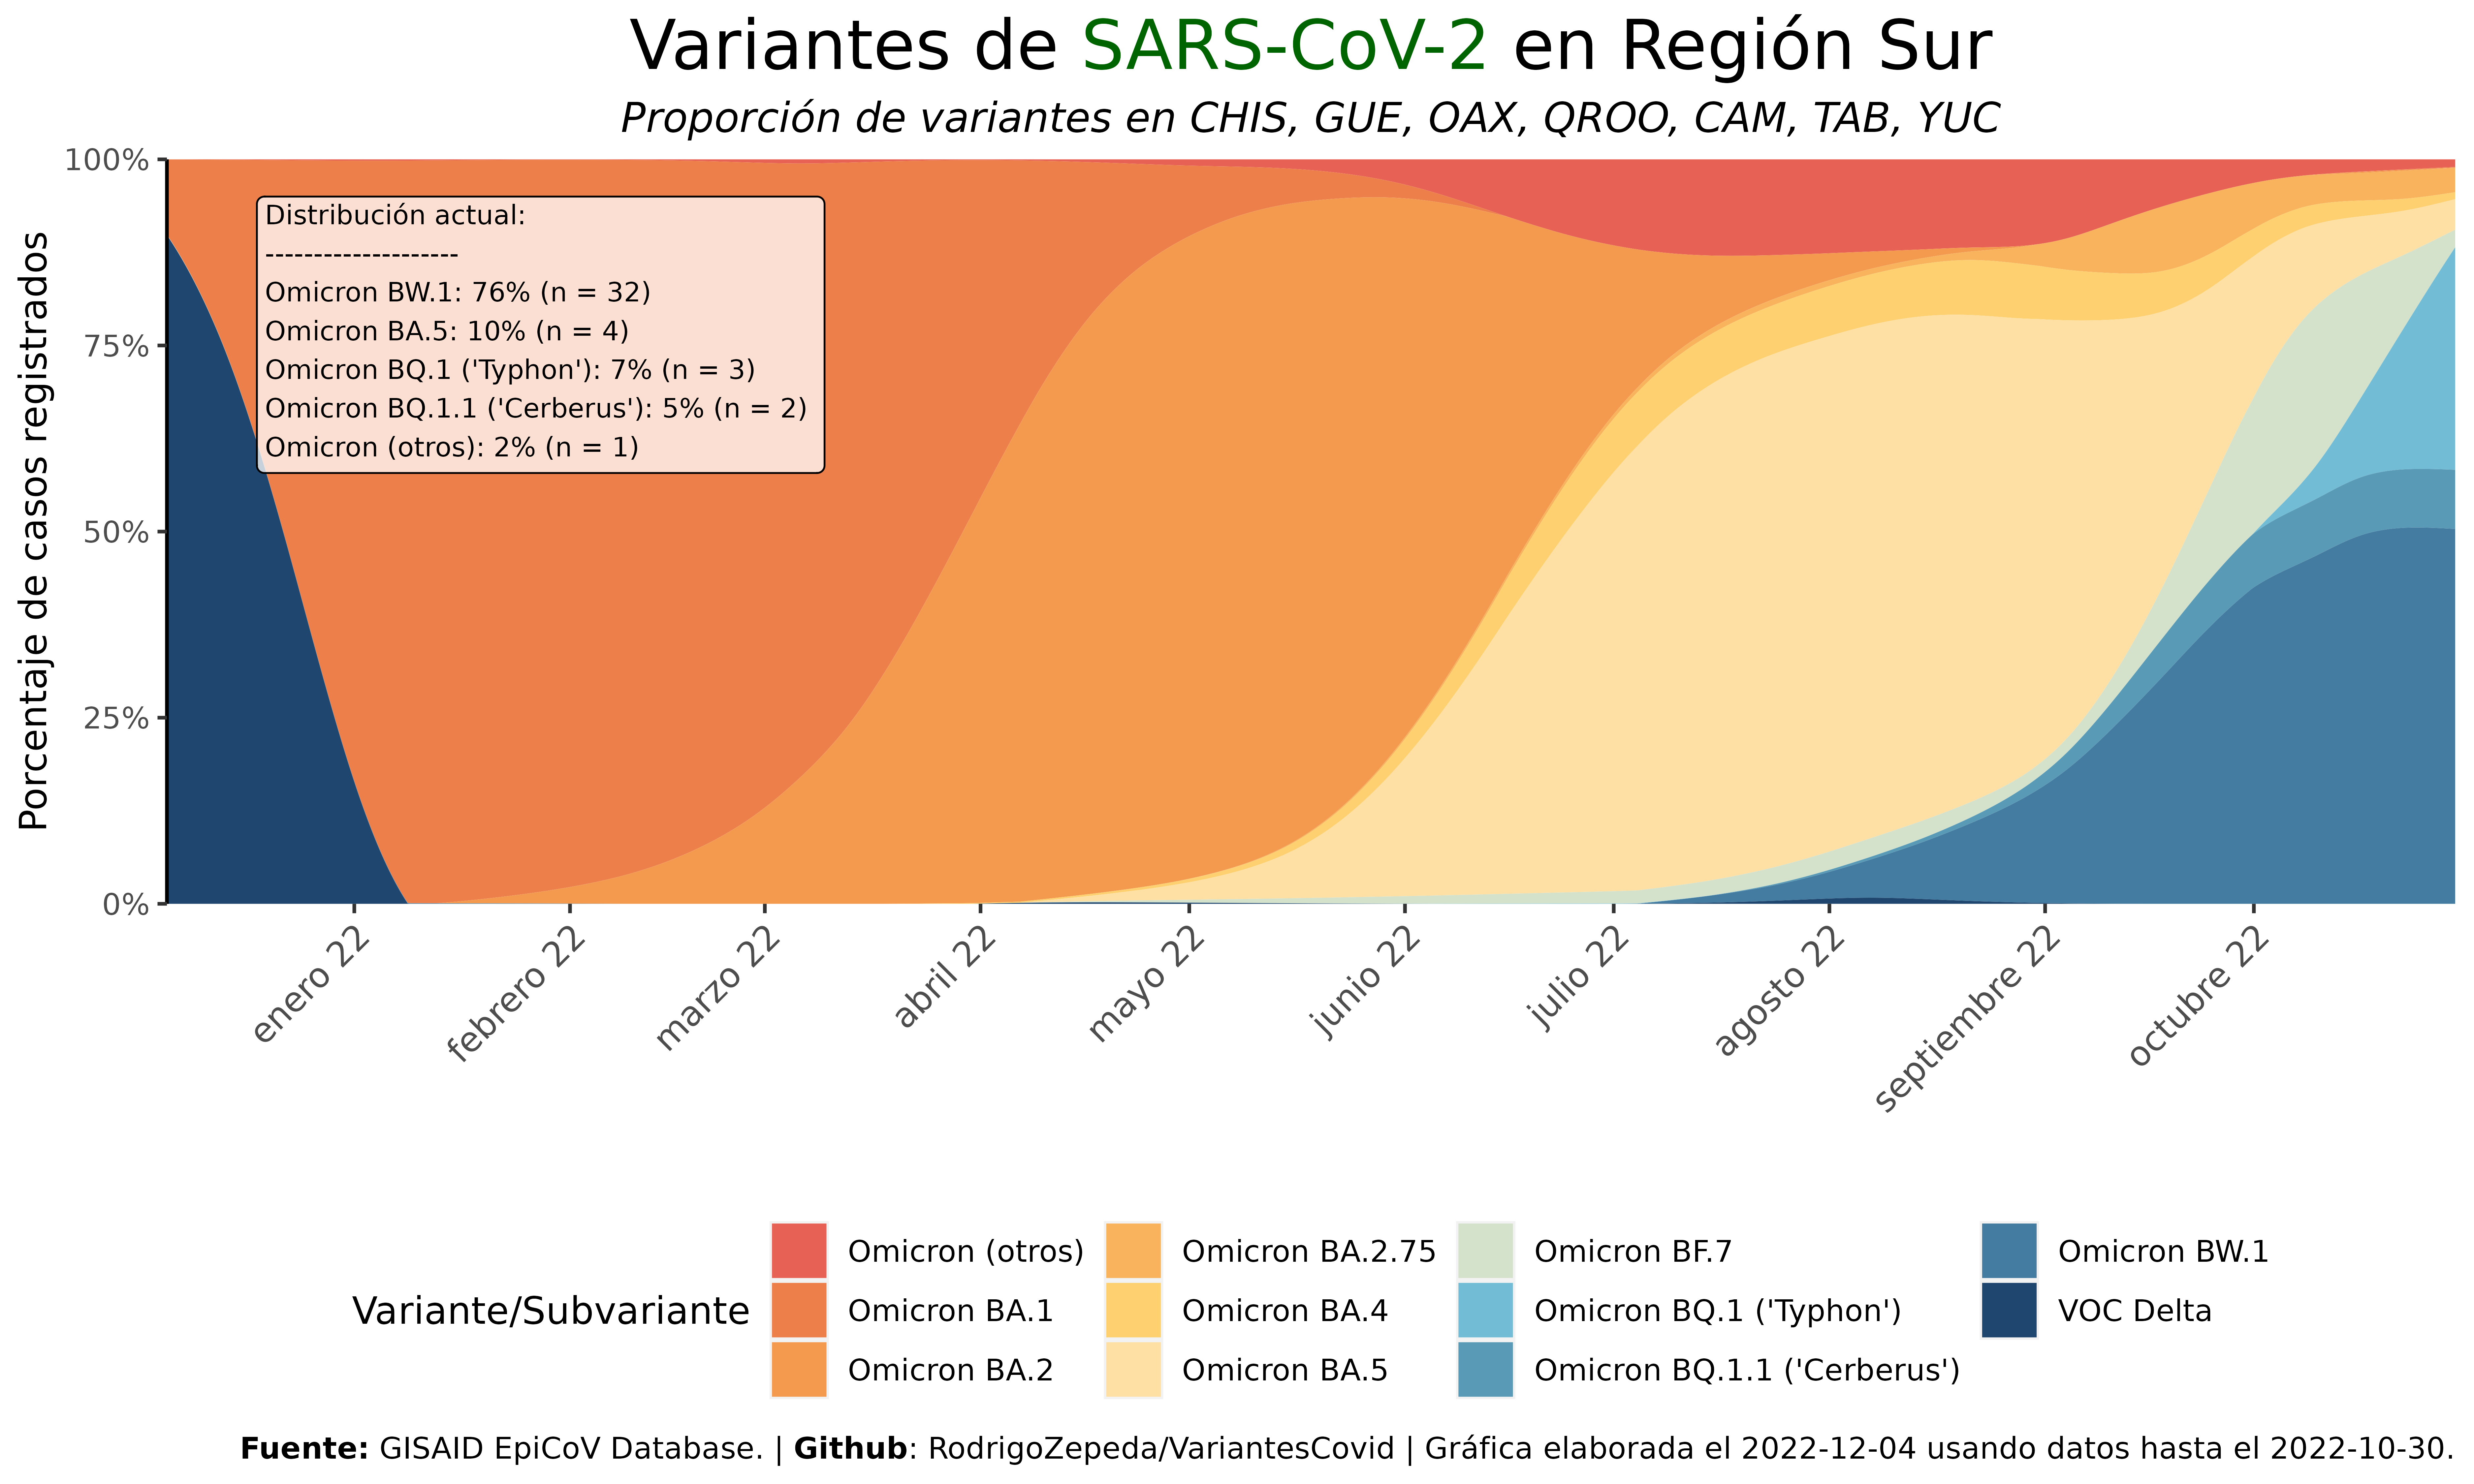 Variantes de SARS-CoV-2 en Región Sur
Proporción de variantes en CHIS, GUE, OAX, QROO, CAM, TAB, YUC
Porcentaje de casos registrados
100%
75%
50%
25%
0%
Distribución actual:
--------------------
Omicron BW.1: 76% (n = 32)
Omicron BA.5: 10% (n = 4)
Omicron BQ.1 ('Typhon'): 7% (n = 3)
Omicron BQ.1.1 ('Cerberus'): 5% (n = 2)
Omicron (otros): 2% (n = 1)
enero 22
febrero 22
marzo 22
abril 22
mayo 22
junio 22
julio 22
agosto 22
septiembre 22
octubre 22
Variante/Subvariante
Omicron (otros)
Omicron BA.1
Omicron BA.2
Omicron BA.2.75
Omicron BA.4
Omicron BA.5
Omicron BF.7
Omicron BQ.1 ('Typhon')
Omicron BQ.1.1 ('Cerberus')
Omicron BW.1
VOC Delta
Fuente: GISAID EpiCoV Database. | Github: RodrigoZepeda/VariantesCovid | Gráfica elaborada el 2022-12-04 usando datos hasta el 2022-10-30.